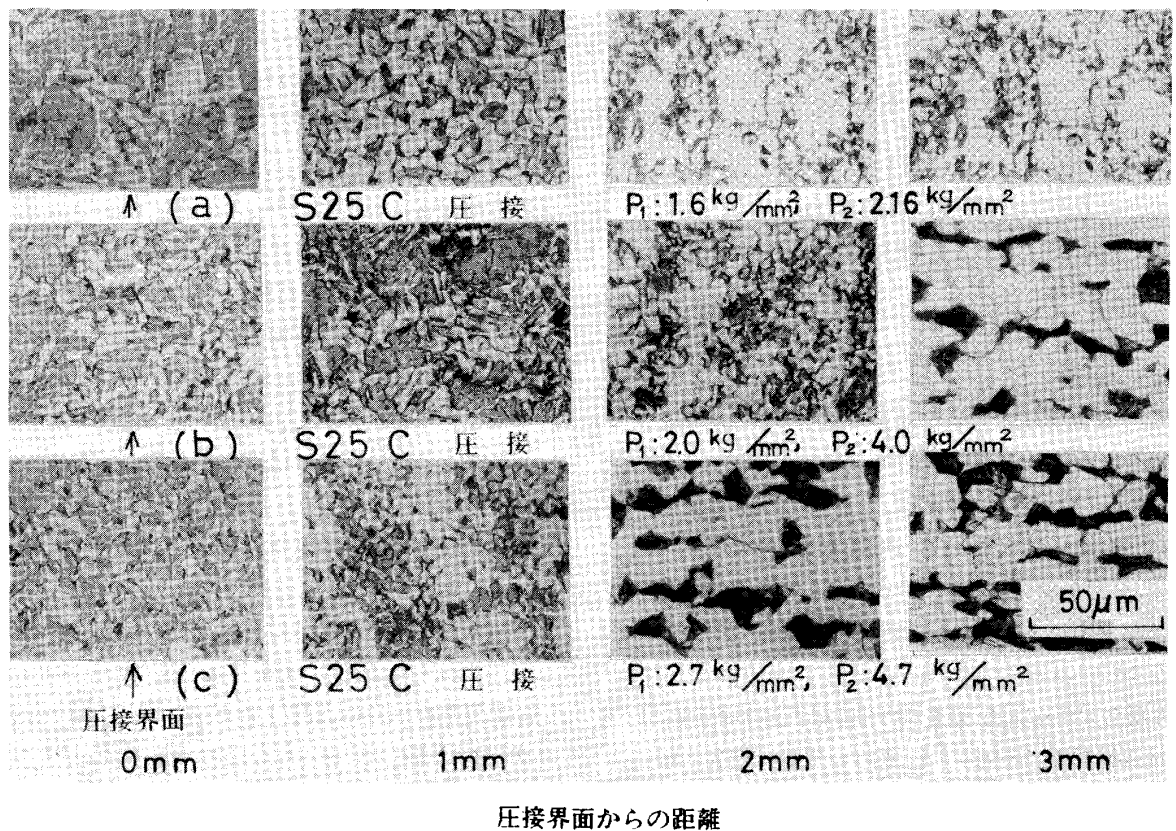 ↑ (a) S25C 圧接 P₁:1.6 kg/mm², P₂:2.16 kg/mm²
↑ (b) S25C 圧接 P₁:2.0 kg/mm², P₂:4.0 kg/mm²
50μm
↑ (c) S25C 圧接 P₁:2.7 kg/mm², P₂:4.7 kg/mm²
圧接界面
0mm 1mm 2mm 3mm
圧接界面からの距離